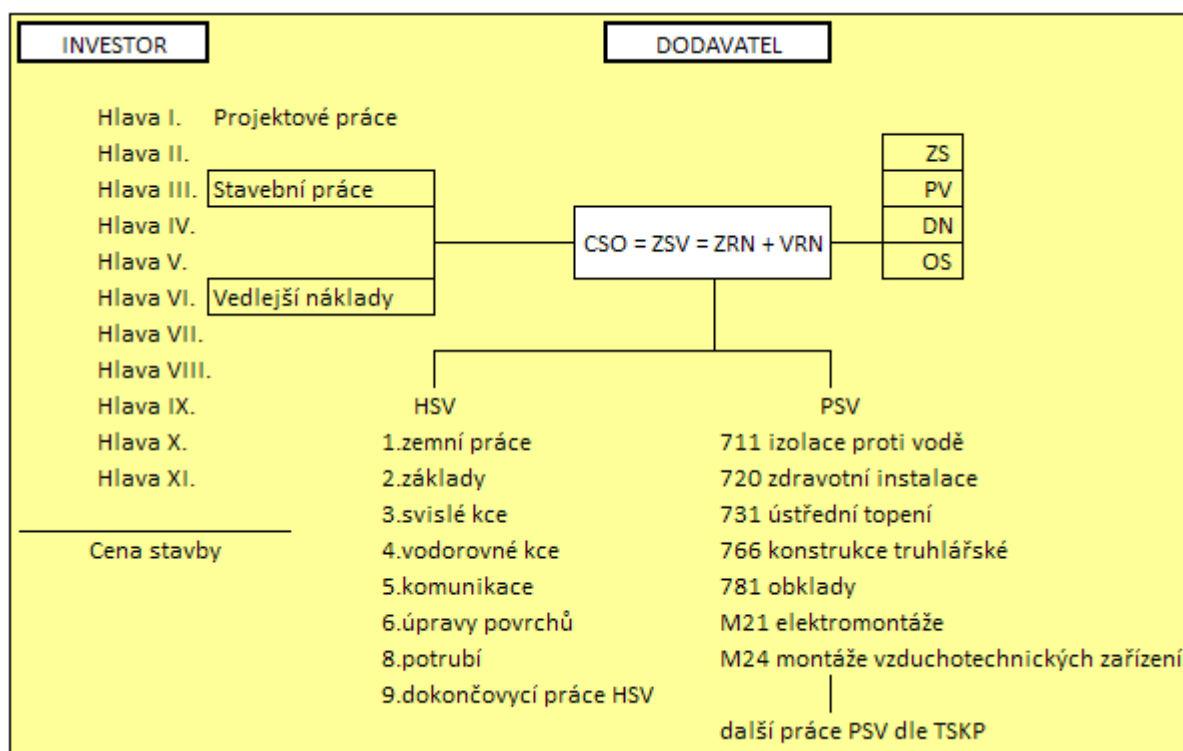 INVESTOR
DODAVATEL
Hlava I. Projektové práce
Hlava II.
Hlava III. Stavební práce
Hlava IV.
Hlava V.
Hlava VI. Vedlejší náklady
Hlava VII.
Hlava VIII.
Hlava IX.
Hlava X.
Hlava XI.
Cena stavby
CSO = ZSV = ZRN + VRN
ZS
PV
DN
OS
HSV
1.zemní práce
2.základy
3.svislé kce
4.vodorovné kce
5.komunikace
6.úpravy povrchů
8.potrubí
9.dokončovycí práce HSV
PSV
711 izolace proti vodě
720 zdravotní instalace
731 ústřední topení
766 konstrukce truhlářské
781 obklady
M21 elektromontáže
M24 montáže vzduchotechnických zařízení
další práce PSV dle TSKP